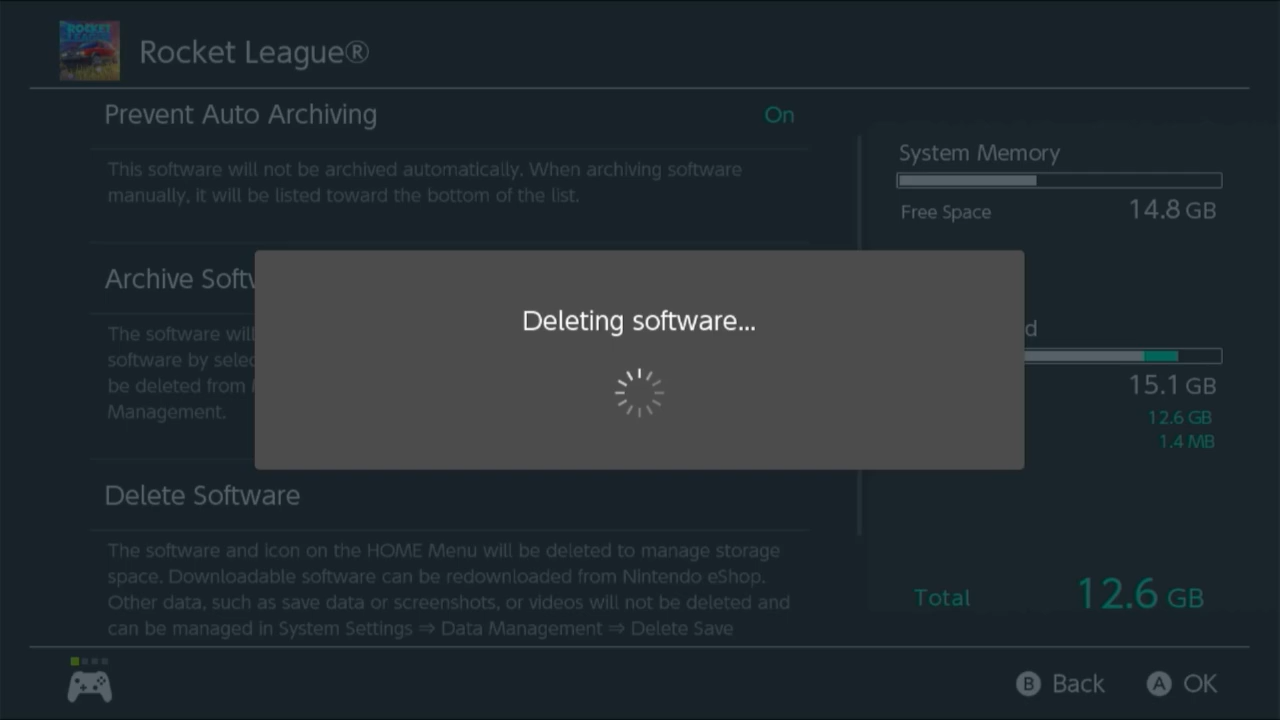 ROCKET
LEAGUE
Rocket League®
Prevent Auto Archiving
On
This software will not be archived automatically. When archiving software
manually, it will be listed toward the bottom of the list.
System Memory
Free Space
14.8 GB
Archive Softw
The software will
software by selec
be deleted from
Management.
Deleting software...
d
15.1 GB
12.6 GB
1.4 MB
Delete Software
The software and icon on the HOME Menu will be deleted to manage storage
space. Downloadable software can be redownloaded from Nintendo eShop.
Other data, such as save data or screenshots, or videos will not be deleted and
can be managed in System Settings ⇒ Data Management ⇒ Delete Save
Total
12.6 GB
B Back
A OK